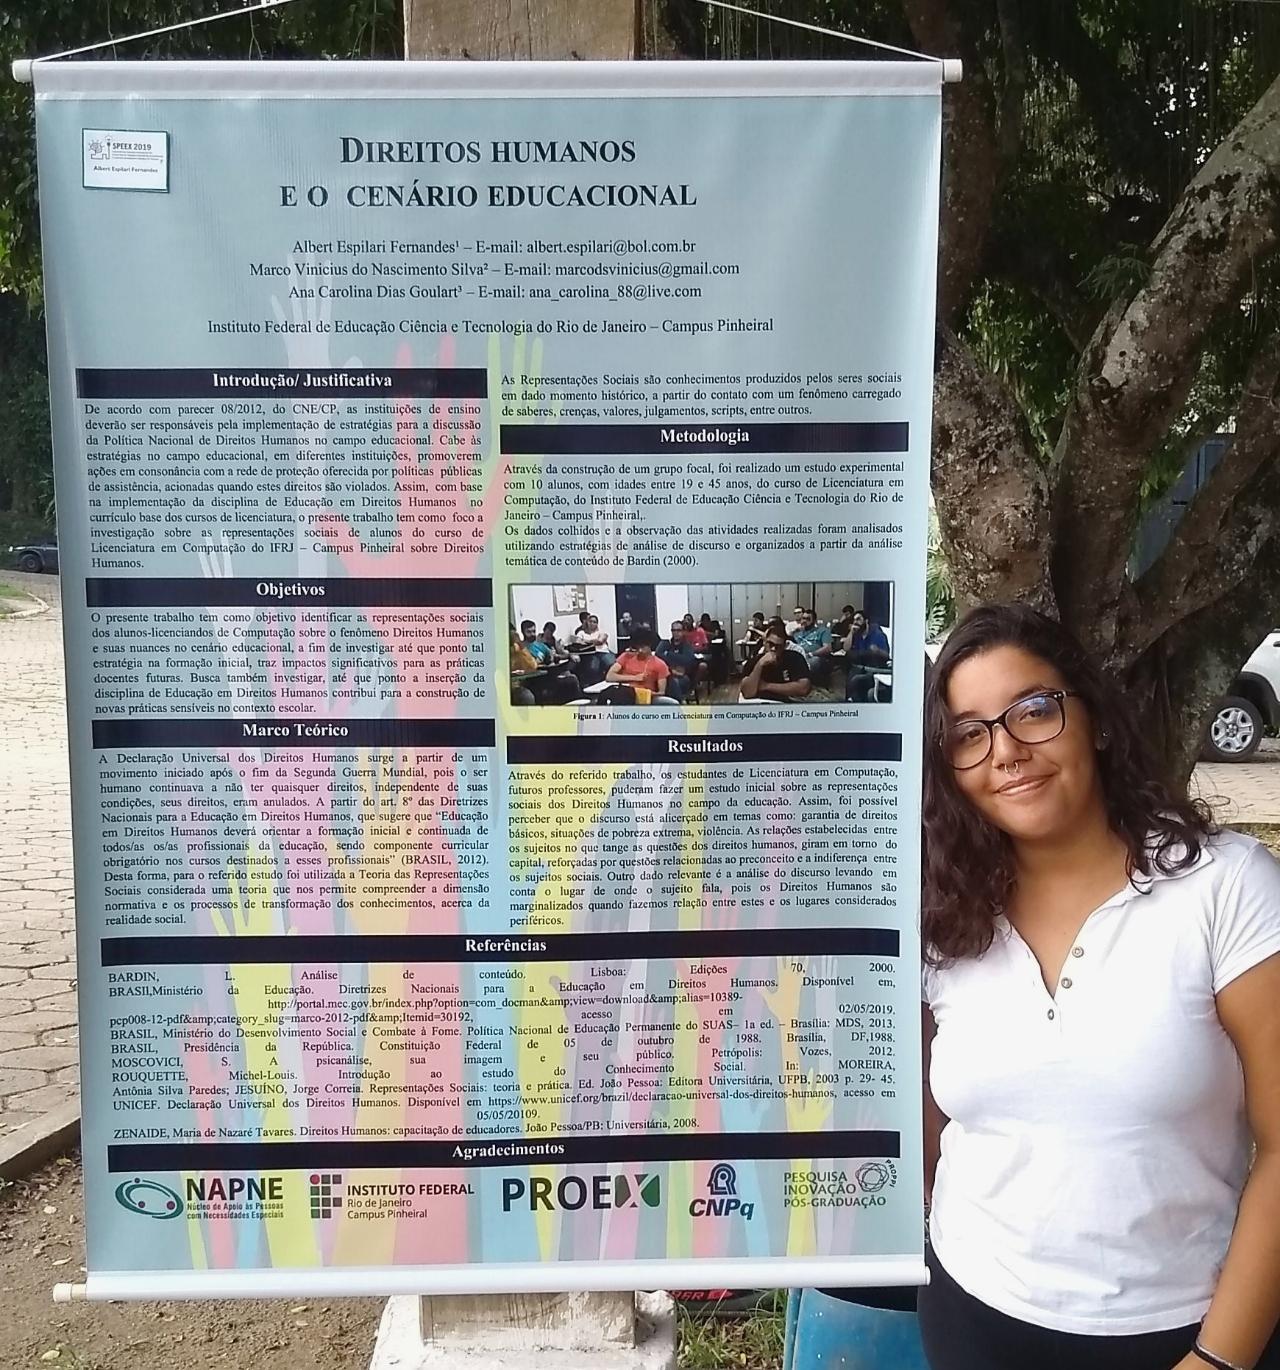 SPEEX 2019
Albert Espilari Fernandes
DIREITOS HUMANOS
E O CENÁRIO EDUCACIONAL
Albert Espilari Fernandes¹ – E-mail: albert.espilari@bol.com.br
Marco Vinicius do Nascimento Silva² – E-mail: marcodsvinicius@gmail.com
Ana Carolina Dias Goulart³ – E-mail: ana_carolina_88@live.com
Instituto Federal de Educação Ciência e Tecnologia do Rio de Janeiro – Campus Pinheiral
Introdução/ Justificativa
De acordo com parecer 08/2012, do CNE/CP, as instituições de ensino
deverão ser responsáveis pela implementação de estratégias para a discussão
da Política Nacional de Direitos Humanos no campo educacional. Cabe às
estratégias no campo educacional, em diferentes instituições, promoverem
ações em consonância com a rede de proteção oferecida por políticas públicas
de assistência, acionadas quando estes direitos são violados. Assim, com base
na implementação da disciplina de Educação em Direitos Humanos no
currículo base dos cursos de licenciatura, o presente trabalho tem como foco a
investigação sobre as representações sociais de alunos do curso de
Licenciatura em Computação do IFRJ – Campus Pinheiral sobre Direitos
Humanos.
Objetivos
O presente trabalho tem como objetivo identificar as representações sociais
dos alunos-licenciandos de Computação sobre o fenômeno Direitos Humanos
e suas nuances no cenário educacional, a fim de investigar até que ponto tal
estratégia na formação inicial, traz impactos significativos para as práticas
docentes futuras. Busca também investigar, até que ponto a inserção da
disciplina de Educação em Direitos Humanos contribui para a construção de
novas práticas sensíveis no contexto escolar.
Marco Teórico
A Declaração Universal dos Direitos Humanos surge a partir de um
movimento iniciado após o fim da Segunda Guerra Mundial, pois o ser
humano continuava a não ter quaisquer direitos, independente de suas
condições, seus direitos, eram anulados. A partir do art. 8º das Diretrizes
Nacionais para a Educação em Direitos Humanos, que sugere que “Educação
em Direitos Humanos deverá orientar a formação inicial e continuada de
todos/as os/as profissionais da educação, sendo componente curricular
obrigatório nos cursos destinados a esses profissionais” (BRASIL, 2012).
Desta forma, para o referido estudo foi utilizada a Teoria das Representações
Sociais considerada uma teoria que nos permite compreender a dimensão
normativa e os processos de transformação dos conhecimentos, acerca da
realidade social.
As Representações Sociais são conhecimentos produzidos pelos seres sociais
em dado momento histórico, a partir do contato com um fenômeno carregado
de saberes, crenças, valores, julgamentos, scripts, entre outros.
Metodologia
Através da construção de um grupo focal, foi realizado um estudo experimental
com 10 alunos, com idades entre 19 e 45 anos, do curso de Licenciatura em
Computação, do Instituto Federal de Educação Ciência e Tecnologia do Rio de
Janeiro – Campus Pinheiral,.
Os dados colhidos e a observação das atividades realizadas foram analisados
utilizando estratégias de análise de discurso e organizados a partir da análise
temática de conteúdo de Bardin (2000).
Figura 1: Alunos do curso em Licenciatura em Computação do IFRJ – Campus Pinheiral
Resultados
Através do referido trabalho, os estudantes de Licenciatura em Computação,
futuros professores, puderam fazer um estudo inicial sobre as representações
sociais dos Direitos Humanos no campo da educação. Assim, foi possível
perceber que o discurso está alicerçado em temas como: garantia de direitos
básicos, situações de pobreza extrema, violência. As relações estabelecidas entre
os sujeitos no que tange as questões dos direitos humanos, giram em torno do
capital, reforçadas por questões relacionadas ao preconceito e a indiferença entre
os sujeitos sociais. Outro dado relevante é a análise do discurso levando em
conta o lugar de onde o sujeito fala, pois os Direitos Humanos são
marginalizados quando fazemos relação entre estes e os lugares considerados
periféricos.
Referências
BARDIN, L. Análise de conteúdo. Lisboa: Edições 70, 2000.
BRASIL,Ministério da Educação. Diretrizes Nacionais para a Educação em Direitos Humanos. Disponível em,
http://portal.mec.gov.br/index.php?option=com_docman&amp;view=download&amp;alias=10389-
pcp008-12-pdf&amp;category_slug=marco-2012-pdf&amp;Itemid=30192, acesso em 02/05/2019.
BRASIL, Ministério do Desenvolvimento Social e Combate à Fome. Política Nacional de Educação Permanente do SUAS– 1a ed. – Brasília: MDS, 2013.
BRASIL, Presidência da República. Constituição Federal de 05 de outubro de 1988. Brasília, DF,1988.
MOSCOVICI, S. A psicanálise, sua imagem e seu público. Petrópolis: Vozes, 2012.
ROUQUETTE, Michel-Louis. Introdução ao estudo do Conhecimento Social. In: MOREIRA,
Antônia Silva Paredes; JESUÍNO, Jorge Correia. Representações Sociais: teoria e prática. Ed. João Pessoa: Editora Universitária, UFPB, 2003 p. 29- 45.
UNICEF. Declaração Universal dos Direitos Humanos. Disponível em https://www.unicef.org/brazil/declaracao-universal-dos-direitos-humanos, acesso em
05/05/20109.
ZENAIDE, Maria de Nazaré Tavares. Direitos Humanos: capacitação de educadores. João Pessoa/PB: Universitária, 2008.
Agradecimentos
NAPNE
Núcleo de Apoio às Pessoas
com Necessidades Especiais
INSTITUTO FEDERAL
Rio de Janeiro
Campus Pinheiral
PROEX
CNPq
PESQUISA
INOVAÇÃO
PÓS-GRADUAÇÃO
PROPPI